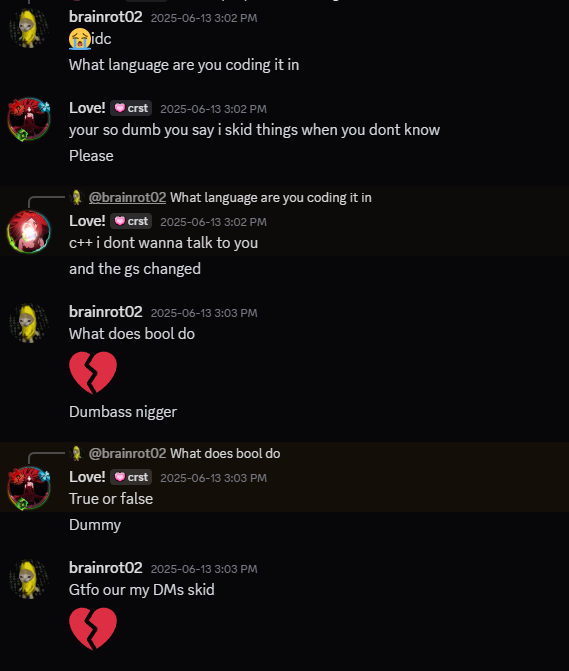 brainrot02 2025-06-13 3:02 PM
idc
What language are you coding it in
Love! crst 2025-06-13 3:02 PM
your so dumb you say i skid things when you dont know
Please
@brainrot02 What language are you coding it in
Love! crst 2025-06-13 3:02 PM
c++ i dont wanna talk to you
and the gs changed
brainrot02 2025-06-13 3:03 PM
What does bool do
Dumbass nigger
@brainrot02 What does bool do
Love! crst 2025-06-13 3:03 PM
True or false
Dummy
brainrot02 2025-06-13 3:03 PM
Gtfo our my DMs skid